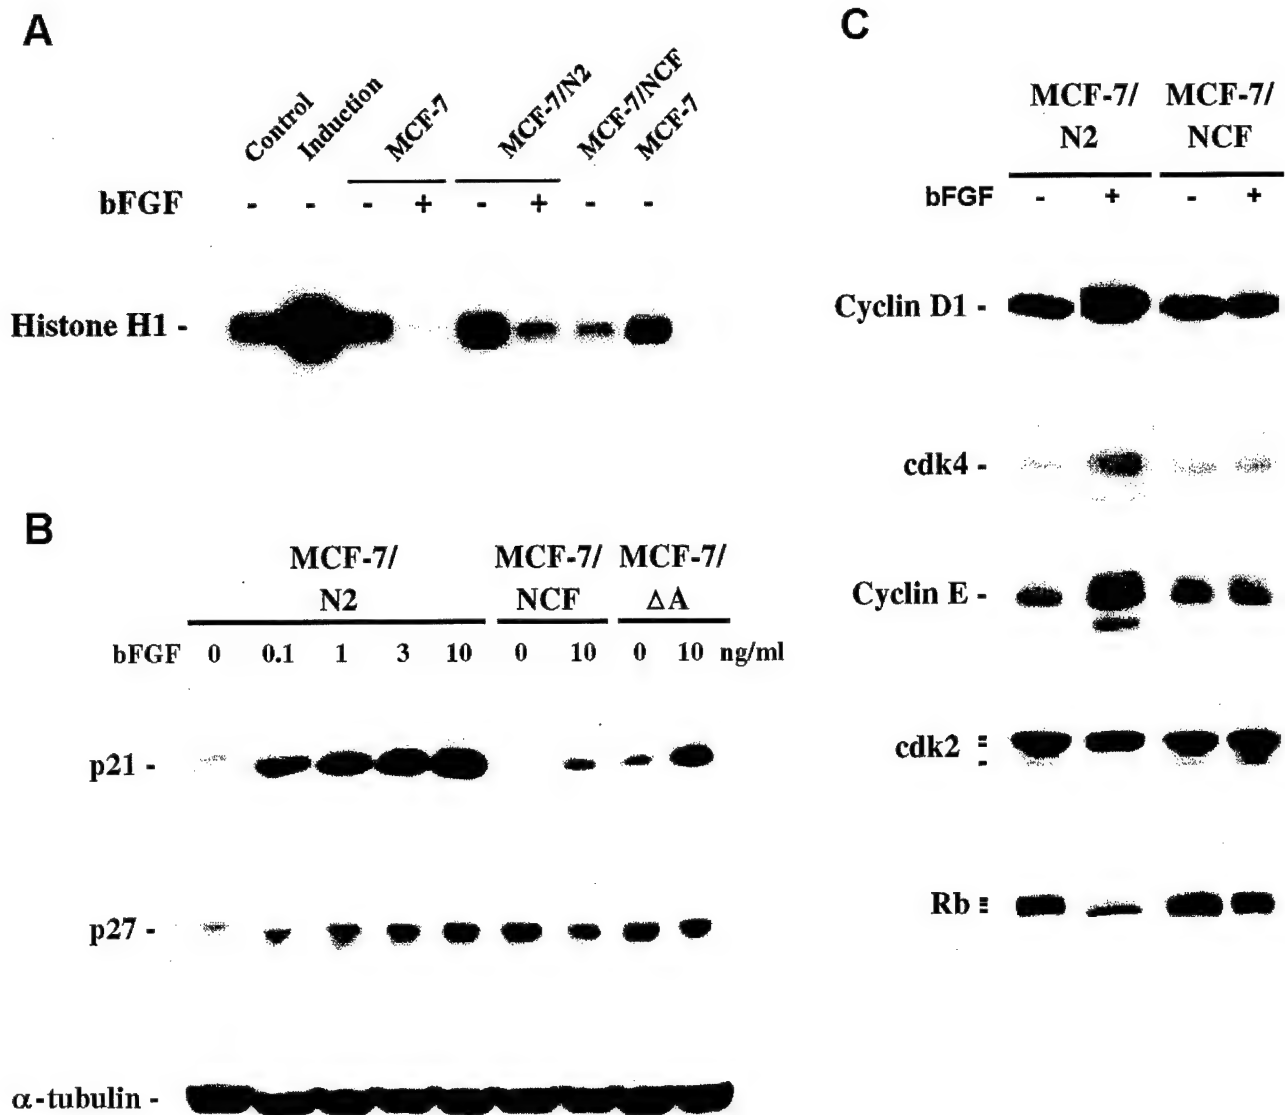 A
Control Induction MCF-7 MCF-7/N2 MCF-7/NCF MCF-7
bFGF - - - + - + - -
Histone H1 -
B
MCF-7/ MCF-7/ MCF-7/
N2 NCF ΔA
bFGF 0 0.1 1 3 10 0 10 0 10 ng/ml
p21 -
p27 -
α-tubulin -
C
MCF-7/ MCF-7/
N2 NCF
bFGF - + - +
Cyclin D1 -
cdk4 -
Cyclin E -
cdk2
Rb